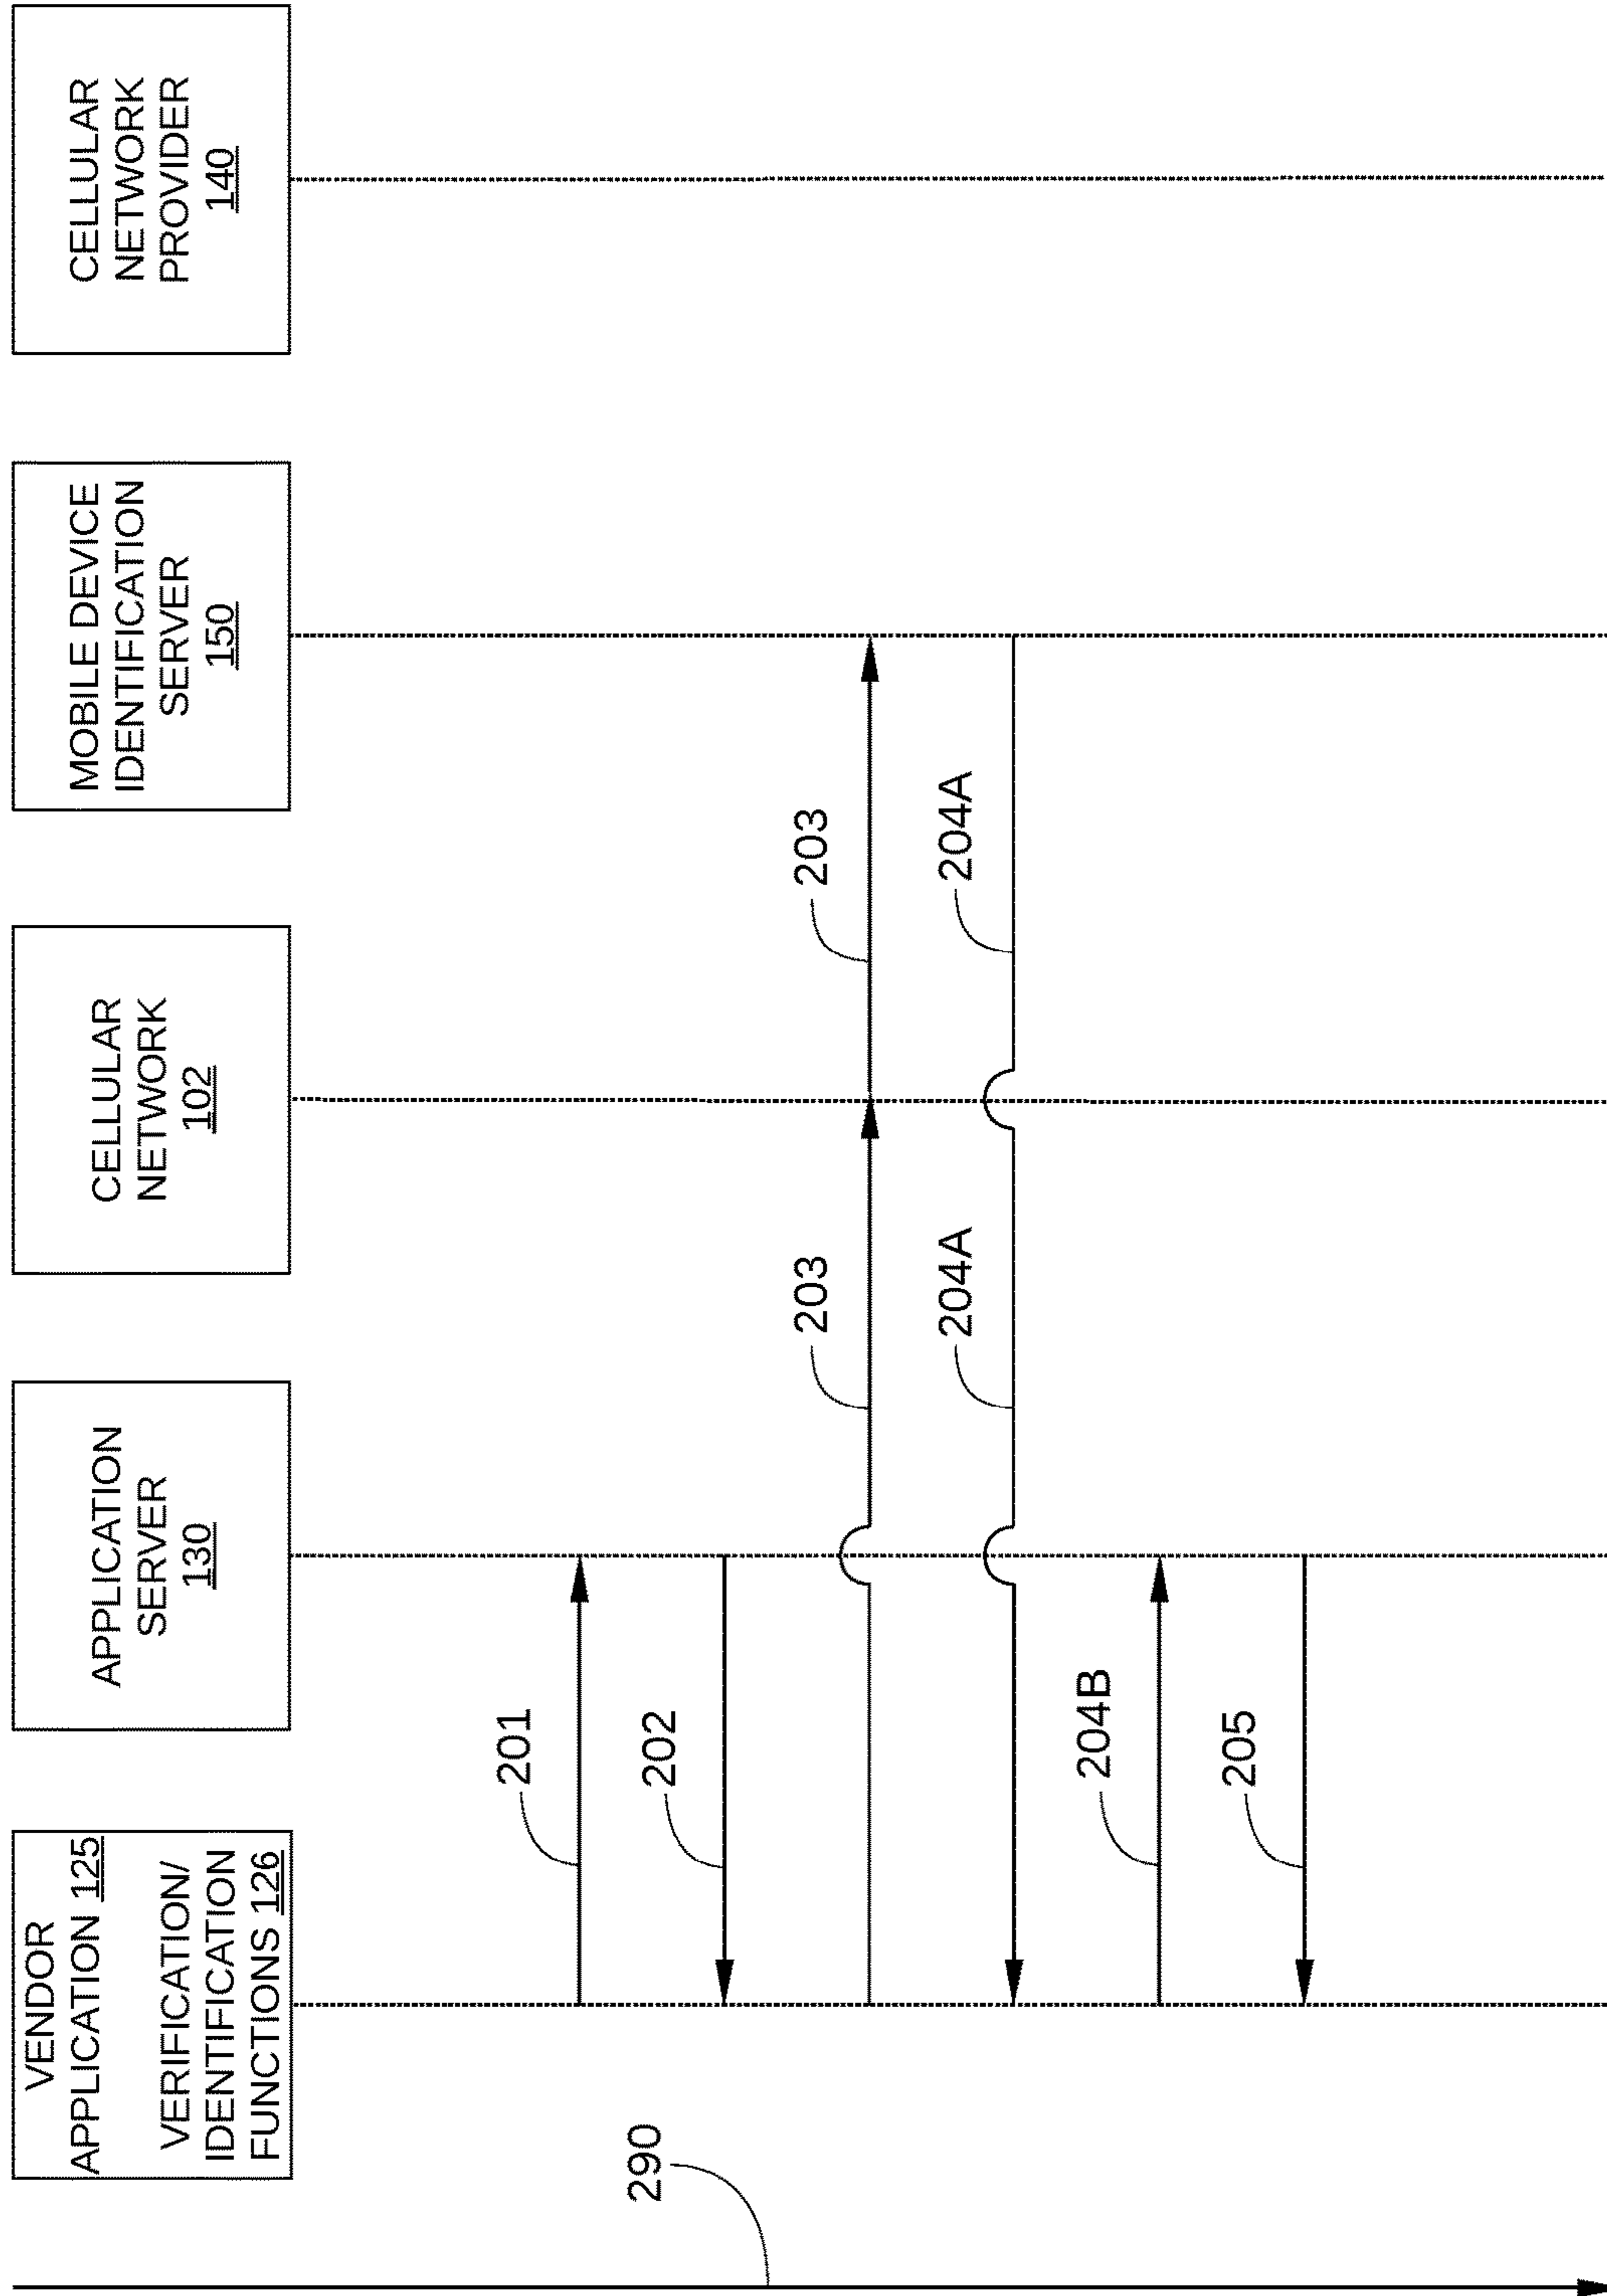 VENDOR
APPLICATION 125
VERIFICATION/
IDENTIFICATION
FUNCTIONS 126
APPLICATION
SERVER
130
CELLULAR
NETWORK
102
MOBILE DEVICE
IDENTIFICATION
SERVER
150
CELLULAR
NETWORK
PROVIDER
140
201
290
202
203
203
204A
204A
204B
205